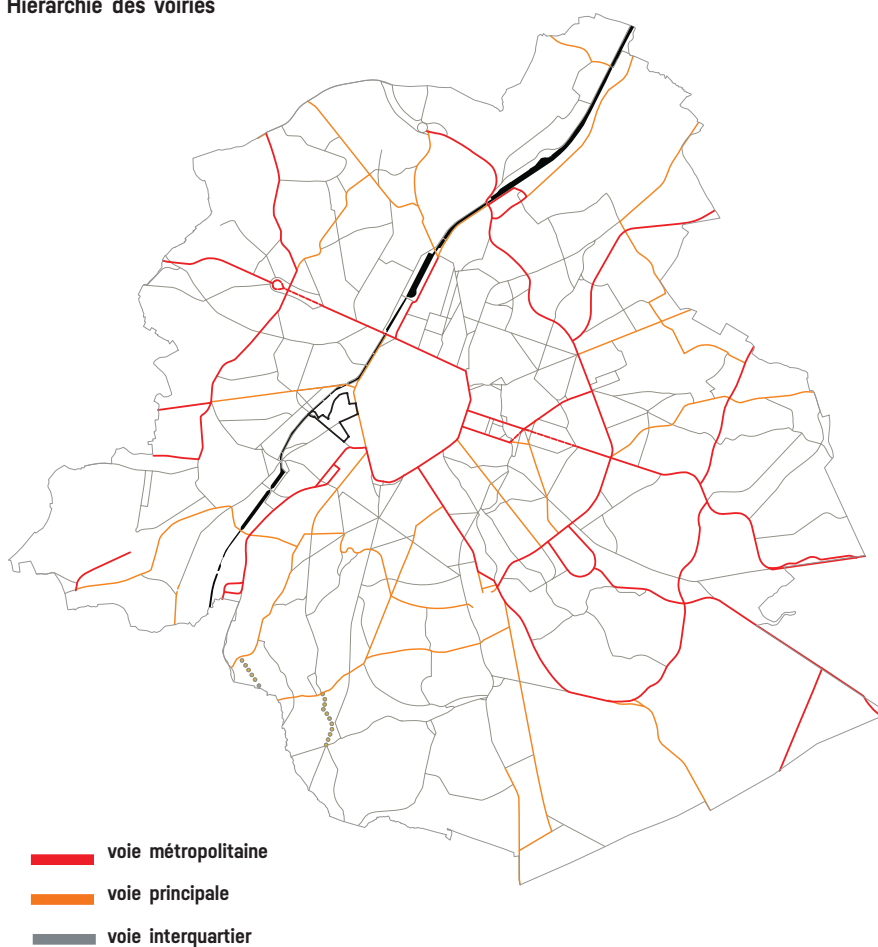 Hiérarchie des voiries
voie métropolitaine
voie principale
voie interquartier